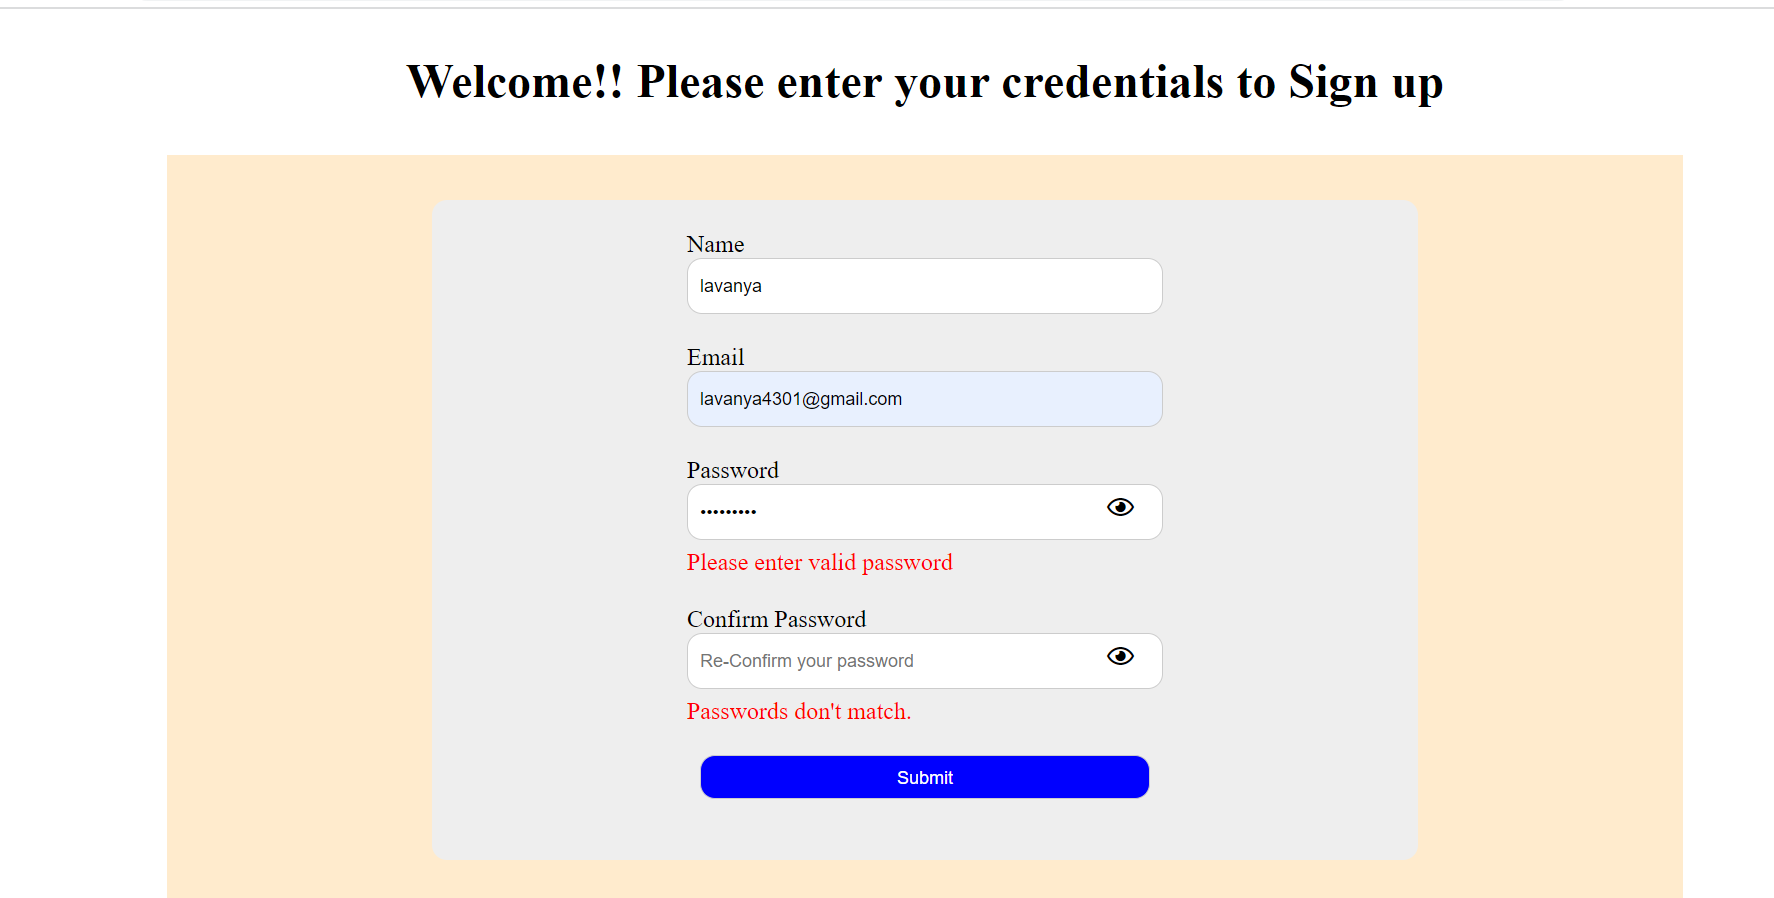 Welcome!! Please enter your credentials to Sign up
Name
lavanya
Email
lavanya4301@gmail.com
Password
•••••••••
Please enter valid password
Confirm Password
Re-Confirm your password
Passwords don't match.
Submit